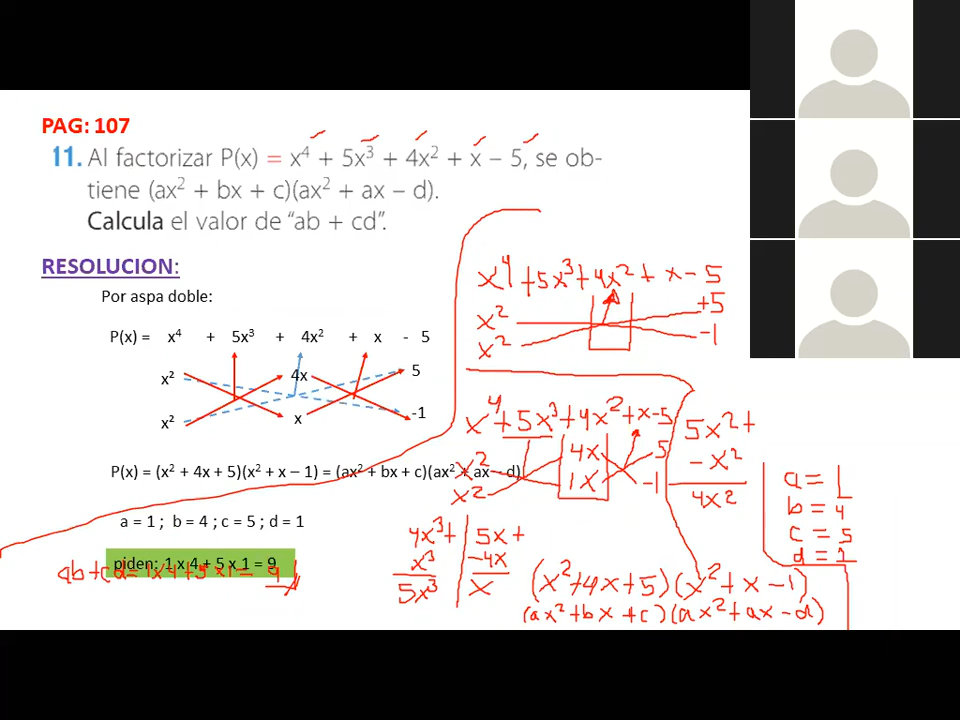 PAG: 107
11. Al factorizar P(x) = x⁴ + 5x³ + 4x² + x – 5, se ob-
tiene (ax² + bx + c)(ax² + ax – d).
Calcula el valor de “ab + cd”.
RESOLUCION:
Por aspa doble:
P(x) = x⁴ + 5x³ + 4x² + x - 5
x² 4x 5
x² x -1
P(x) = (x² + 4x + 5)(x² + x – 1) = (ax² + bx + c)(ax² + ax – d)
a = 1 ; b = 4 ; c = 5 ; d = 1
piden: 1 x 4 + 5 x 1 = 9
ab + cd = 1x4 + 5x1 = 9
x⁴ + 5x³ + 4x² + x - 5
x² +5
x² -1
x⁴ + 5x³ + 4x² + x - 5
x² 4x 5
x² 1x -1
4x³ +
x³
5x³
5x +
-4x
x
5x² +
- x²
4x²
a = 1
b = 4
c = 5
d = 1
(x² + 4x + 5)(x² + x - 1)
(ax² + bx + c)(ax² + ax - d)